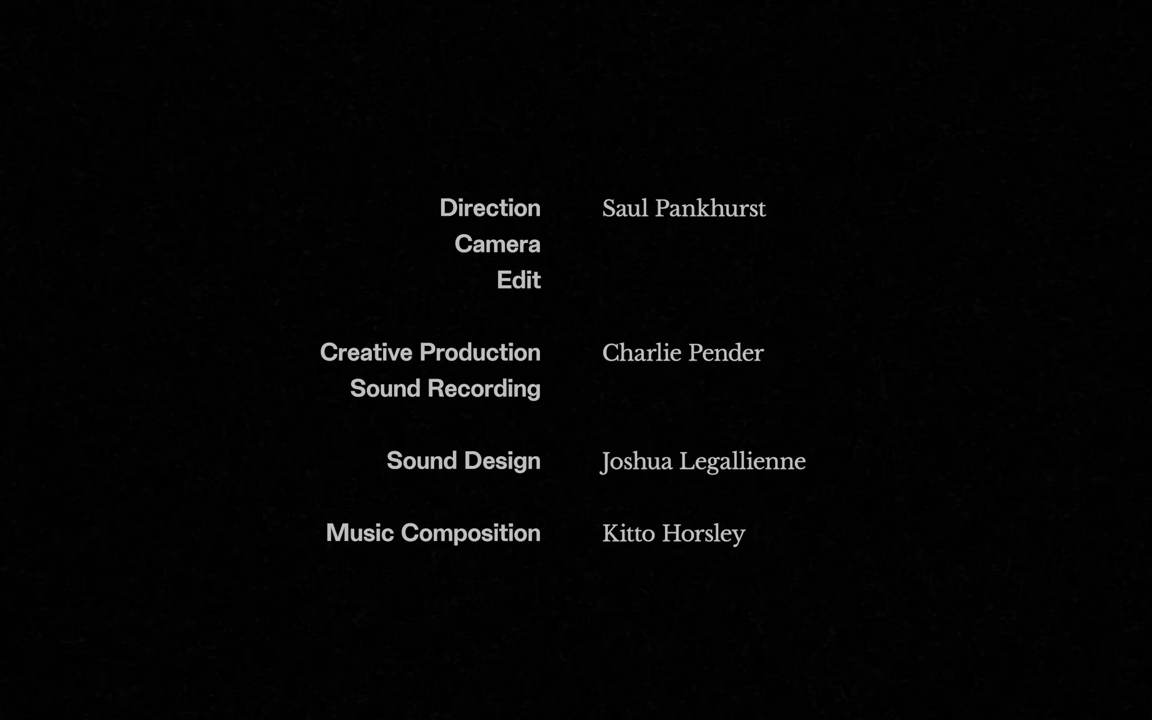 Direction Saul Pankhurst
Camera
Edit
Creative Production Charlie Pender
Sound Recording
Sound Design Joshua Legallienne
Music Composition Kitto Horsley